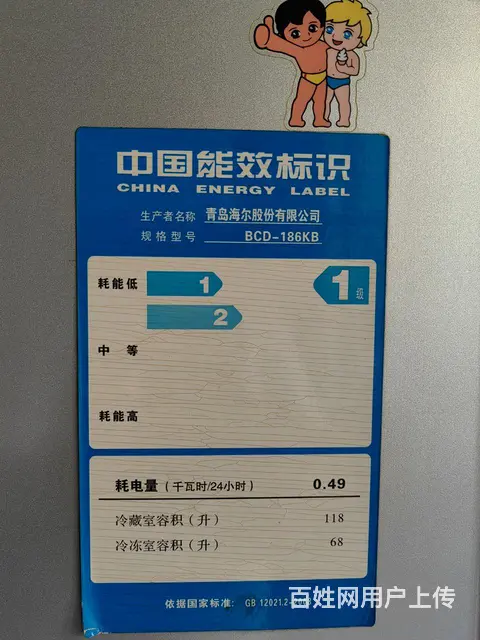 中国能效标识
CHINA ENERGY LABEL
生产者名称 青岛海尔股份有限公司
规格型号 BCD-186KB
耗能低 1 1级
2
中等
耗能高
耗电量（千瓦时/24小时） 0.49
冷藏室容积（升） 118
冷冻室容积（升） 68
依据国家标准: GB 12021.2-
百姓网用户上传